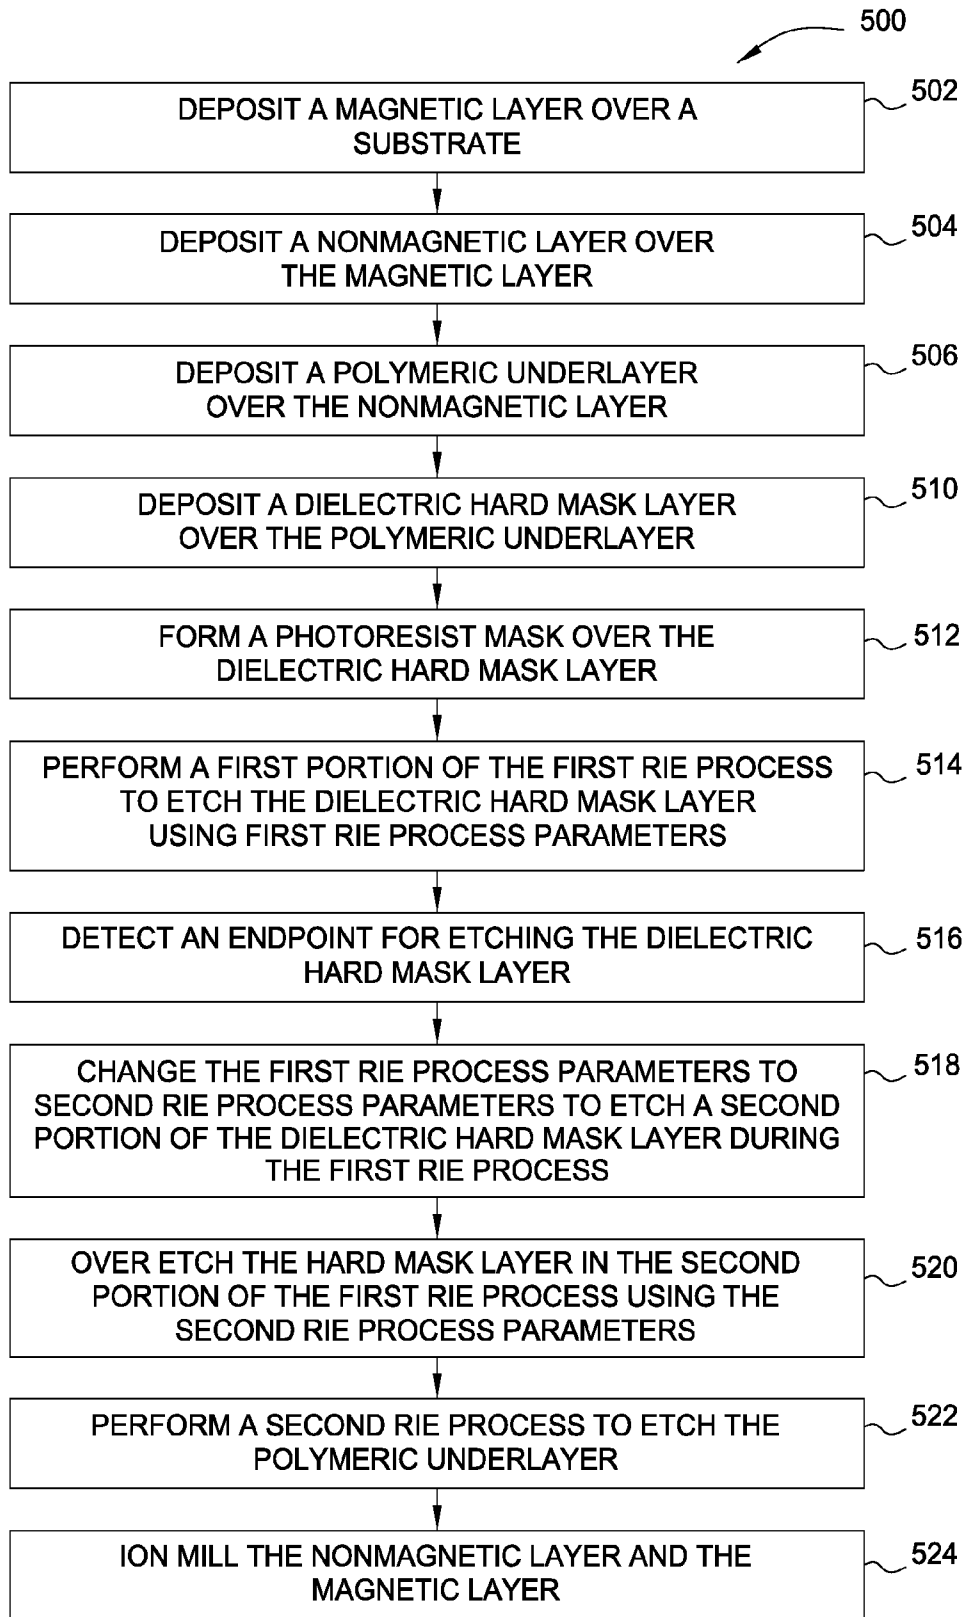 500
502
DEPOSIT A MAGNETIC LAYER OVER A
SUBSTRATE
504
DEPOSIT A NONMAGNETIC LAYER OVER
THE MAGNETIC LAYER
506
DEPOSIT A POLYMERIC UNDERLAYER
OVER THE NONMAGNETIC LAYER
510
DEPOSIT A DIELECTRIC HARD MASK LAYER
OVER THE POLYMERIC UNDERLAYER
512
FORM A PHOTORESIST MASK OVER THE
DIELECTRIC HARD MASK LAYER
514
PERFORM A FIRST PORTION OF THE FIRST RIE PROCESS
TO ETCH THE DIELECTRIC HARD MASK LAYER
USING FIRST RIE PROCESS PARAMETERS
516
DETECT AN ENDPOINT FOR ETCHING THE DIELECTRIC
HARD MASK LAYER
518
CHANGE THE FIRST RIE PROCESS PARAMETERS TO
SECOND RIE PROCESS PARAMETERS TO ETCH A SECOND
PORTION OF THE DIELECTRIC HARD MASK LAYER DURING
THE FIRST RIE PROCESS
520
OVER ETCH THE HARD MASK LAYER IN THE SECOND
PORTION OF THE FIRST RIE PROCESS USING THE
SECOND RIE PROCESS PARAMETERS
522
PERFORM A SECOND RIE PROCESS TO ETCH THE
POLYMERIC UNDERLAYER
524
ION MILL THE NONMAGNETIC LAYER AND THE
MAGNETIC LAYER